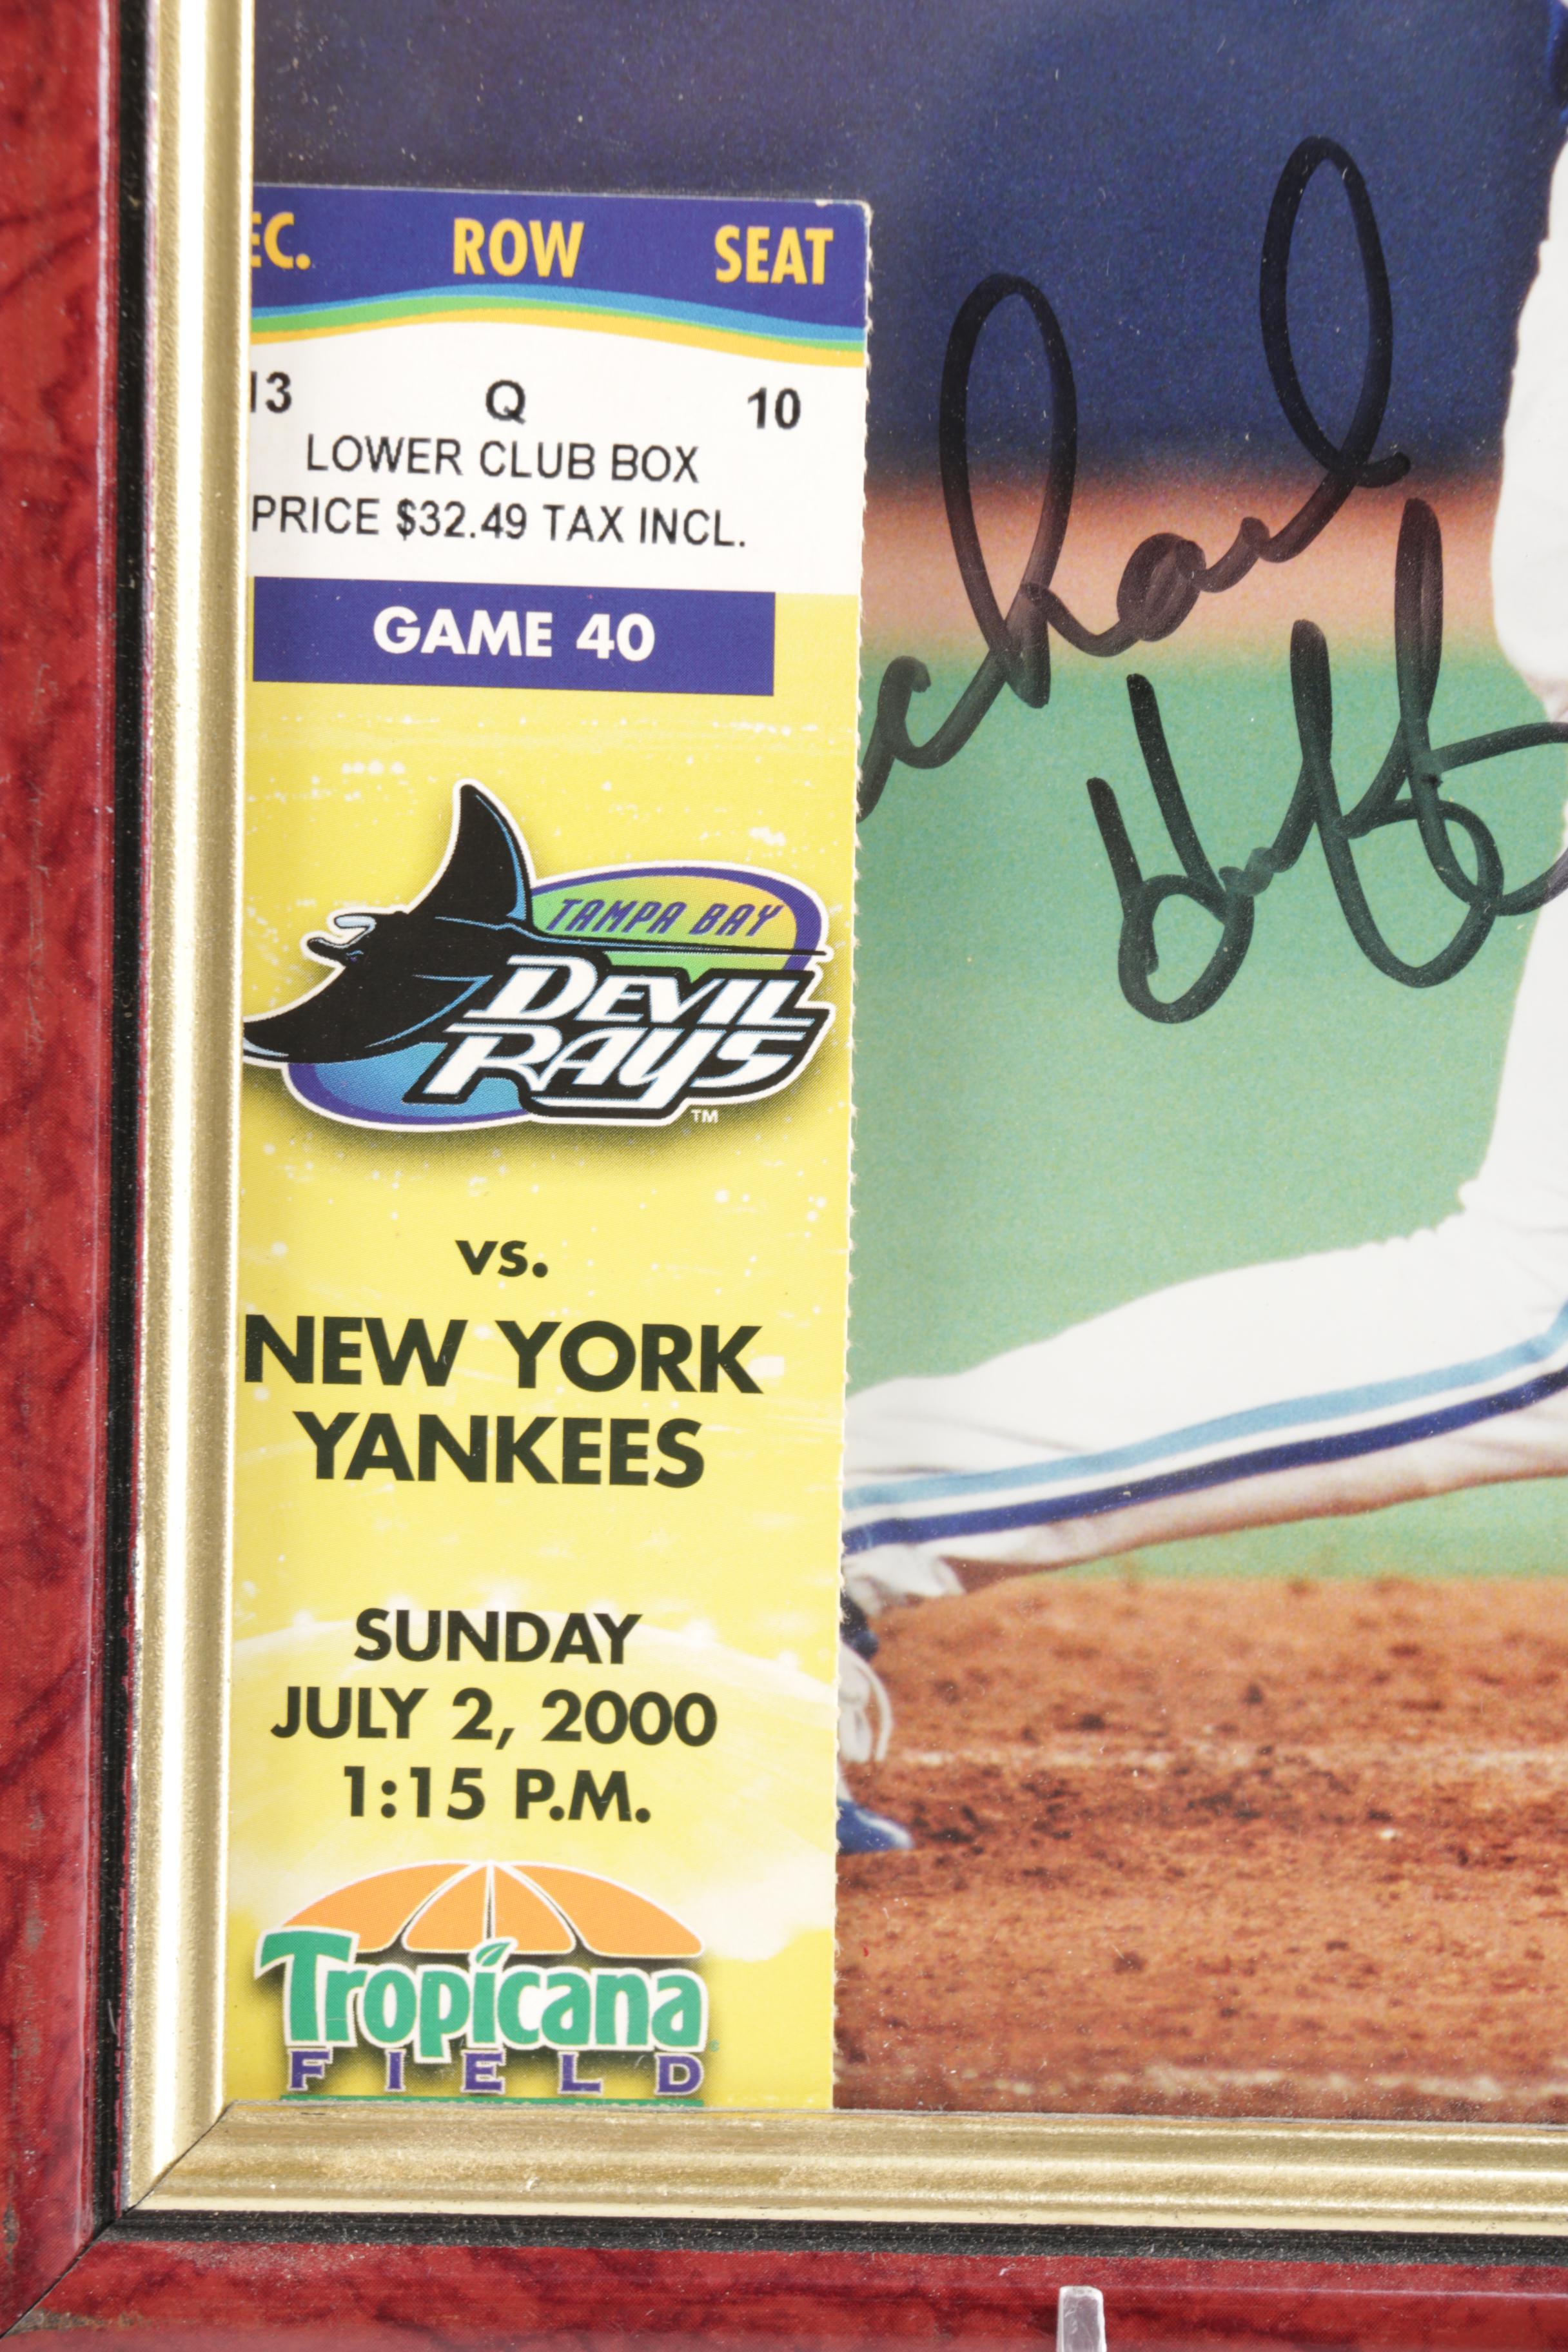 EC. ROW SEAT
13 Q 10
LOWER CLUB BOX
PRICE $32.49 TAX INCL.
GAME 40
TAMPA BAY
DEVIL
RAYS
TM
vs.
NEW YORK
YANKEES
SUNDAY
JULY 2, 2000
1:15 P.M.
Tropicana
FIELD